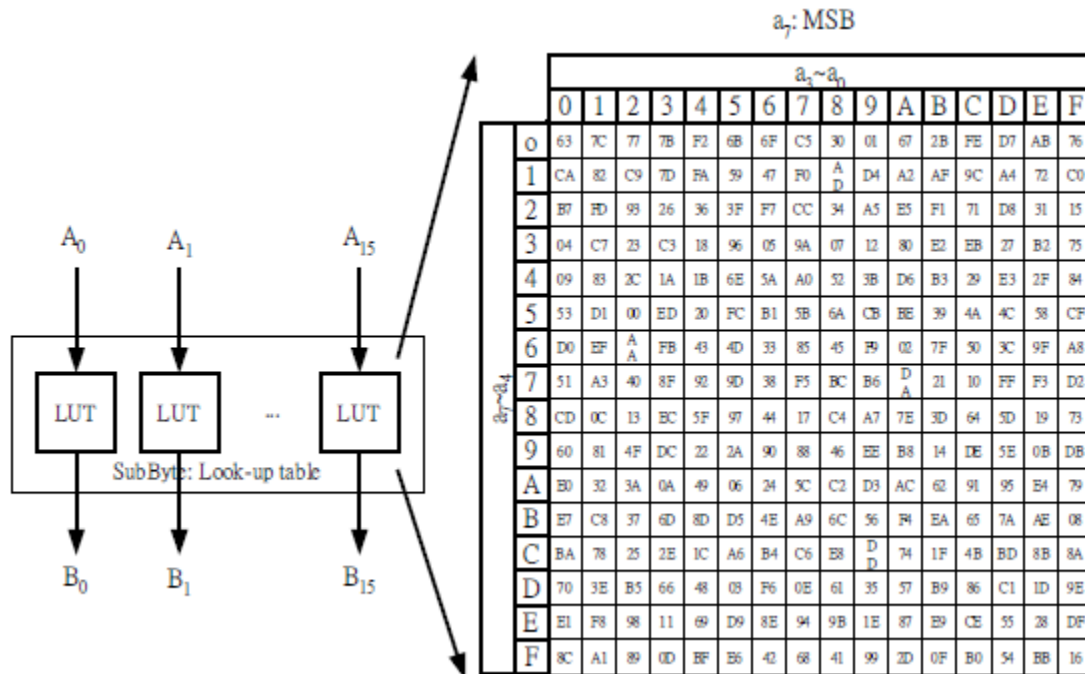 a7: MSB
a3~a0
0 1 2 3 4 5 6 7 8 9 A B C D E F
a7~a4
o 63 7C 77 7B F2 6B 6F C5 30 01 67 2B FE D7 AB 76
1 CA 82 C9 7D FA 59 47 F0 AD D4 A2 AF 9C A4 72 C0
2 B7 FD 93 26 36 3F F7 CC 34 A5 E5 F1 71 D8 31 15
3 04 C7 23 C3 18 96 05 9A 07 12 80 E2 EB 27 B2 75
4 09 83 2C 1A 1B 6E 5A A0 52 3B D6 B3 29 E3 2F 84
5 53 D1 00 ED 20 FC B1 5B 6A CB BE 39 4A 4C 58 CF
6 D0 EF AA FB 43 4D 33 85 45 F9 02 7F 50 3C 9F A8
7 51 A3 40 8F 92 9D 38 F5 BC B6 DA 21 10 FF F3 D2
8 CD 0C 13 EC 5F 97 44 17 C4 A7 7E 3D 64 5D 19 73
9 60 81 4F DC 22 2A 90 88 46 EE B8 14 DE 5E 0B DB
A E0 32 3A 0A 49 06 24 5C C2 D3 AC 62 91 95 E4 79
B E7 C8 37 6D 8D D5 4E A9 6C 56 F4 EA 65 7A AE 08
C BA 78 25 2E 1C A6 B4 C6 E8 DD 74 1F 4B BD 8B 8A
D 70 3E B5 66 48 03 F6 0E 61 35 57 B9 86 C1 1D 9E
E E1 F8 98 11 69 D9 8E 94 9B 1E 87 E9 CE 55 28 DF
F 8C A1 89 0D BF E6 42 68 41 99 2D 0F B0 54 BB 16
A0 A1 A15
LUT LUT ... LUT
SubByte: Look-up table
B0 B1 B15